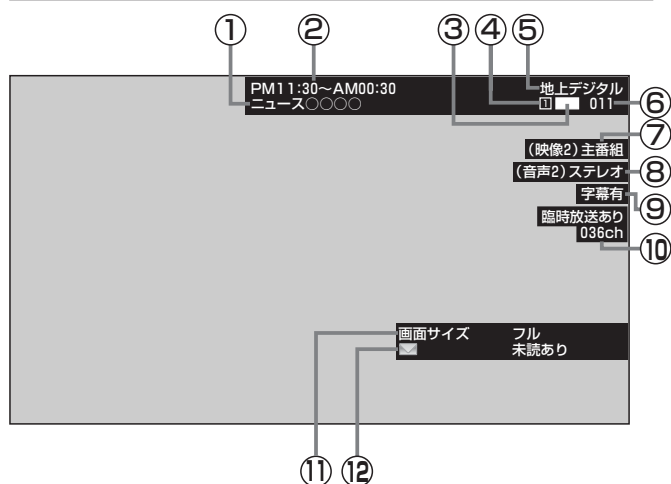 ① ② ③ ④ ⑤
PM11:30～AM00:30
地上デジタル
ニュース○○○○
1 011
⑥
⑦
(映像2)主番組
(音声2)ステレオ
⑧
字幕有
⑨
臨時放送あり
036ch
⑩
画面サイズ フル
未読あり
⑪ ⑫